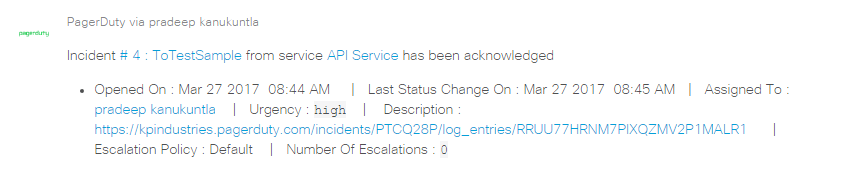 PagerDuty via pradeep kanukuntla
pagerduty
Incident # 4 : ToTestSample from service API Service has been acknowledged
Opened On : Mar 27 2017 08:44 AM | Last Status Change On : Mar 27 2017 08:45 AM | Assigned To :
pradeep kanukuntla | Urgency : high | Description :
https://kpindustries.pagerduty.com/incidents/PTCQ28P/log_entries/RRUU77HRNM7PIXQZMV2P1MALR1 |
Escalation Policy : Default | Number Of Escalations : 0